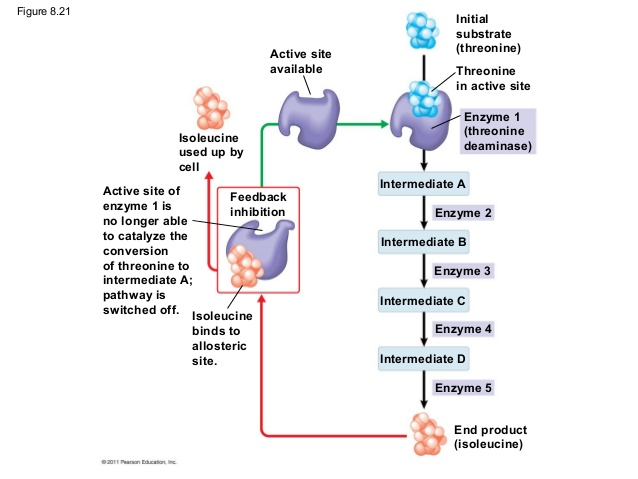 Figure 8.21
Initial
substrate
(threonine)
Active site
available
Threonine
in active site
Enzyme 1
(threonine
deaminase)
Isoleucine
used up by
cell
Active site of
enzyme 1 is
no longer able
to catalyze the
conversion
of threonine to
intermediate A;
pathway is
switched off.
Feedback
inhibition
Isoleucine
binds to
allosteric
site.
Intermediate A
Enzyme 2
Intermediate B
Enzyme 3
Intermediate C
Enzyme 4
Intermediate D
Enzyme 5
End product
(isoleucine)
© 2011 Pearson Education, Inc.